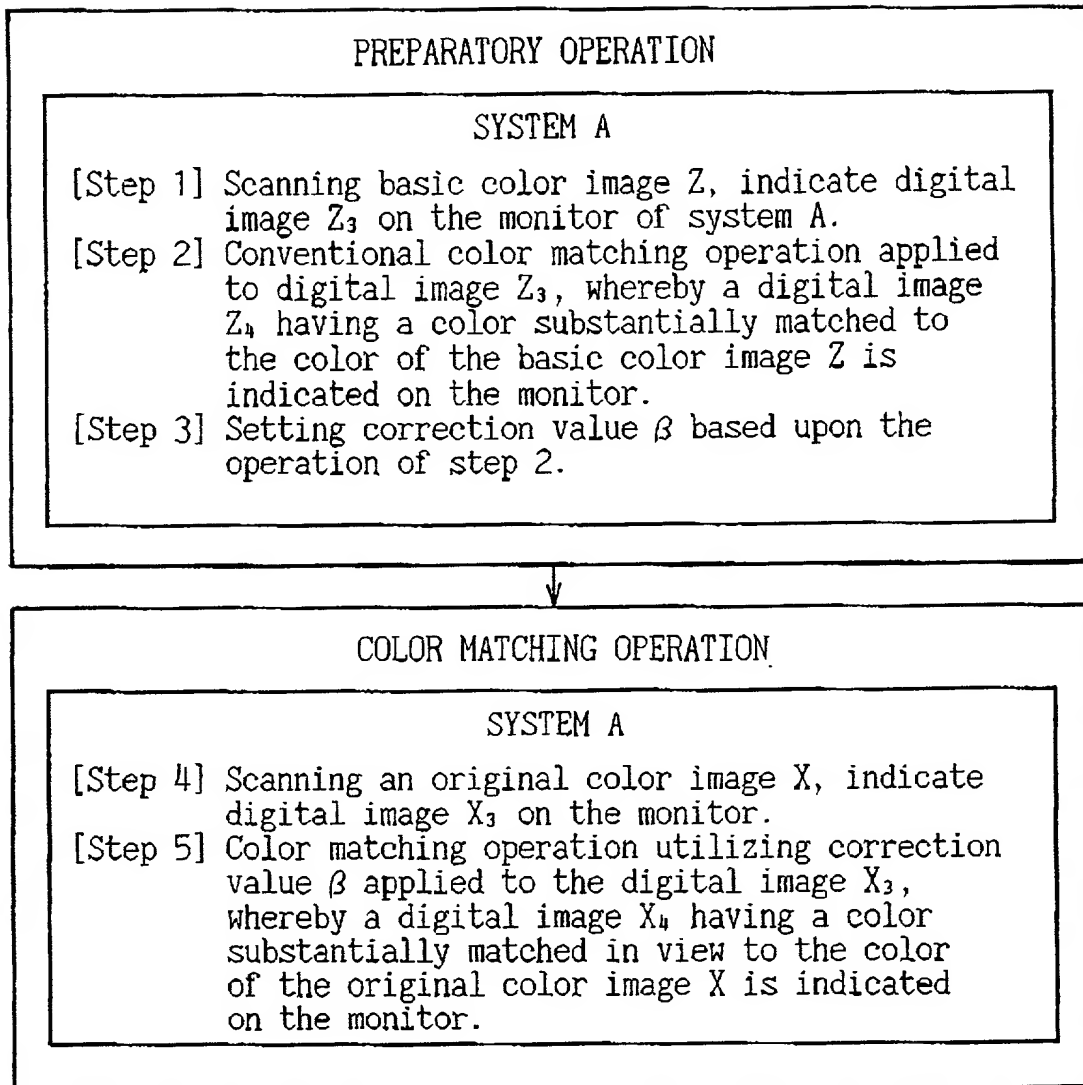 PREPARATORY OPERATION
SYSTEM A
[Step 1] Scanning basic color image Z, indicate digital
image Z₃ on the monitor of system A.
[Step 2] Conventional color matching operation applied
to digital image Z₃, whereby a digital image
Z₄ having a color substantially matched to
the color of the basic color image Z is
indicated on the monitor.
[Step 3] Setting correction value β based upon the
operation of step 2.
COLOR MATCHING OPERATION
SYSTEM A
[Step 4] Scanning an original color image X, indicate
digital image X₃ on the monitor.
[Step 5] Color matching operation utilizing correction
value β applied to the digital image X₃,
whereby a digital image X₄ having a color
substantially matched in view to the color
of the original color image X is indicated
on the monitor.